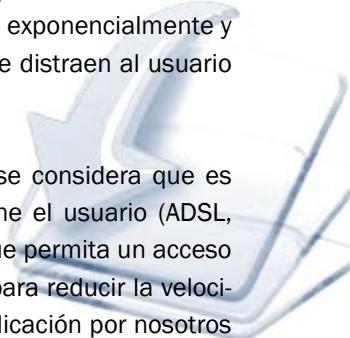 exponencialmente y
e distraen al usuario
se considera que es
ne el usuario (ADSL,
ue permita un acceso
para reducir la veloci-
licación por nosotros